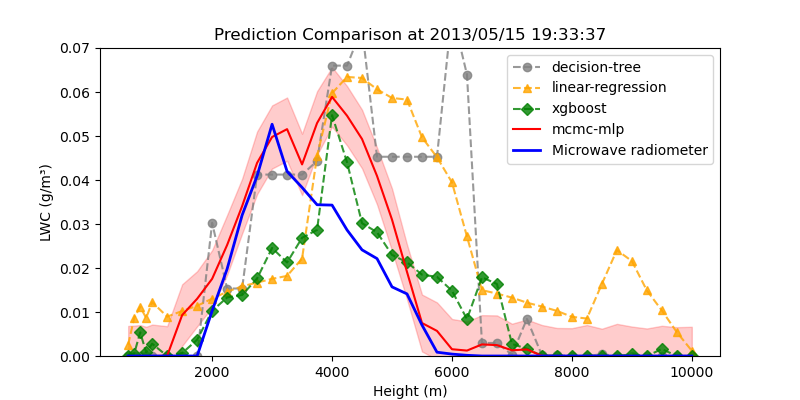 Prediction Comparison at 2013/05/15 19:33:37
0.07
0.06
0.05
0.04
0.03
0.02
0.01
0.00
LWC (g/m³)
decision-tree
linear-regression
xgboost
mcmc-mlp
Microwave radiometer
2000
4000
6000
8000
10000
Height (m)